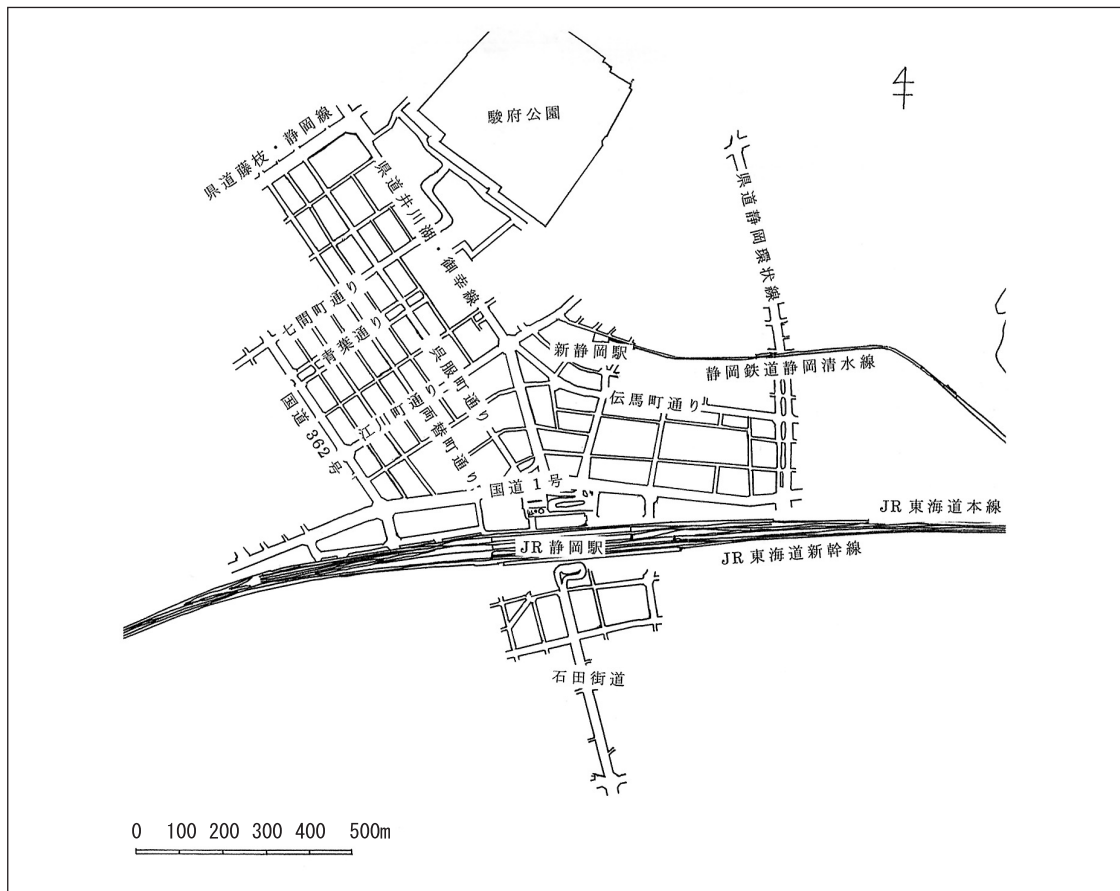 駿府公園
県道藤枝・静岡線
県道井川湖・御幸線
県道静岡環状線
七間町通り
青葉通り
呉服町通り
新静岡駅
静岡鉄道静岡清水線
伝馬町通り
国道362号
江川町通り
両替町通り
国道1号
JR東海道本線
JR静岡駅
JR東海道新幹線
石田街道
0 100 200 300 400 500m